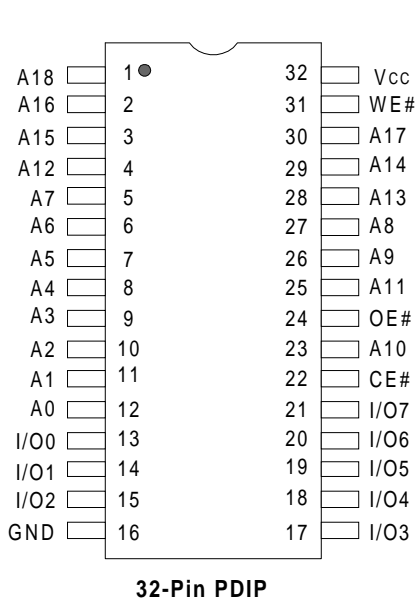 A18 1 32 Vcc
A16 2 31 WE#
A15 3 30 A17
A12 4 29 A14
A7 5 28 A13
A6 6 27 A8
A5 7 26 A9
A4 8 25 A11
A3 9 24 OE#
A2 10 23 A10
A1 11 22 CE#
A0 12 21 I/O7
I/O0 13 20 I/O6
I/O1 14 19 I/O5
I/O2 15 18 I/O4
GND 16 17 I/O3
32-Pin PDIP